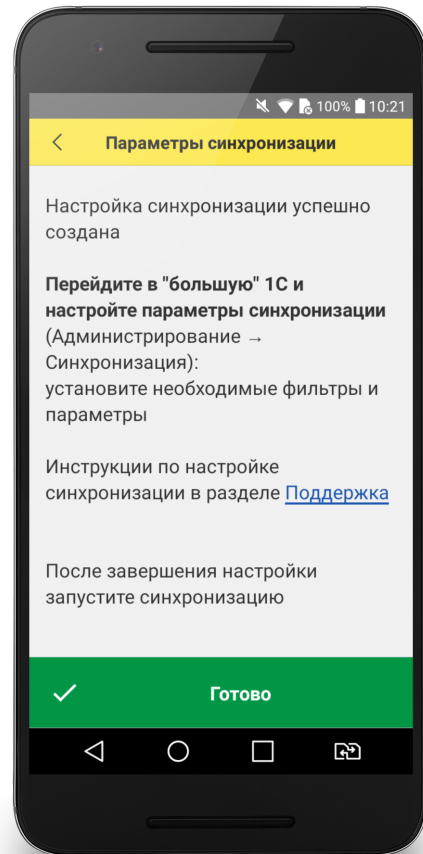 100% 10:21
Параметры синхронизации
Настройка синхронизации успешно
создана
Перейдите в "большую" 1С и
настройте параметры синхронизации
(Администрирование →
Синхронизация):
установите необходимые фильтры и
параметры
Инструкции по настройке
синхронизации в разделе Поддержка
После завершения настройки
запустите синхронизацию
Готово